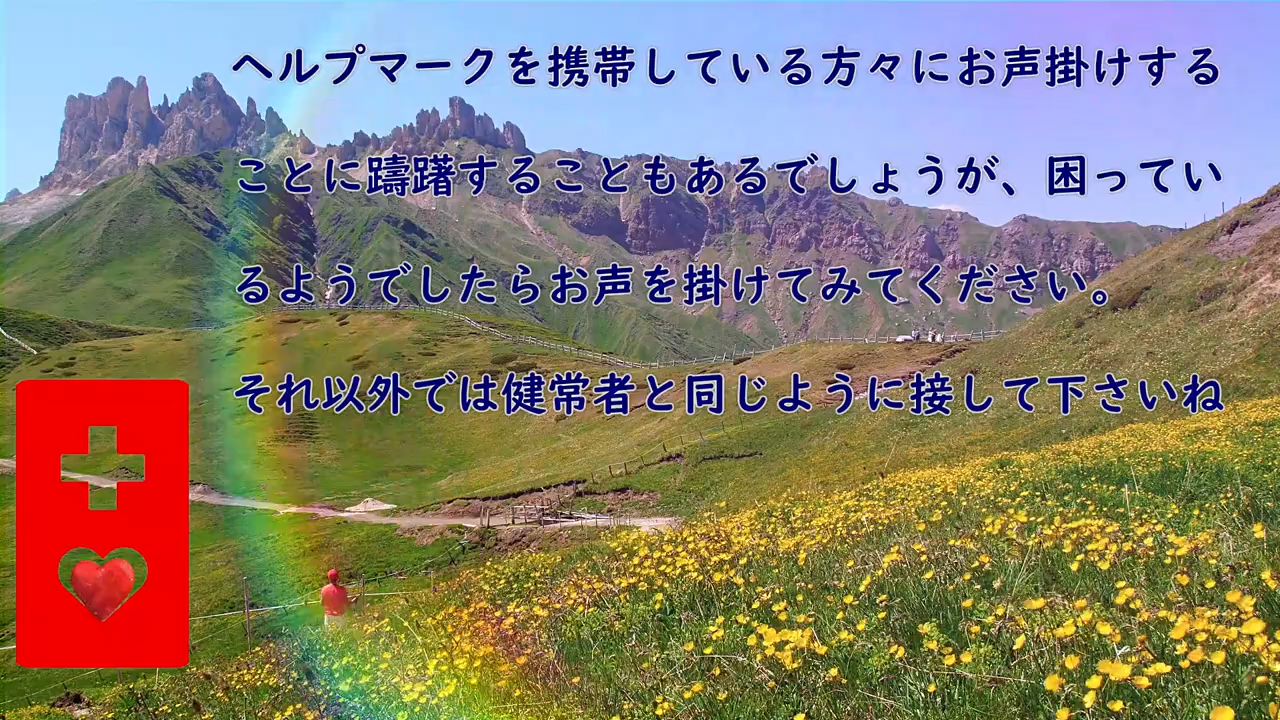 ヘルプマークを携帯している方々にお声掛けする
ことに躊躇することもあるでしょうが、困ってい
るようでしたらお声を掛けてみてください。
それ以外では健常者と同じように接して下さいね